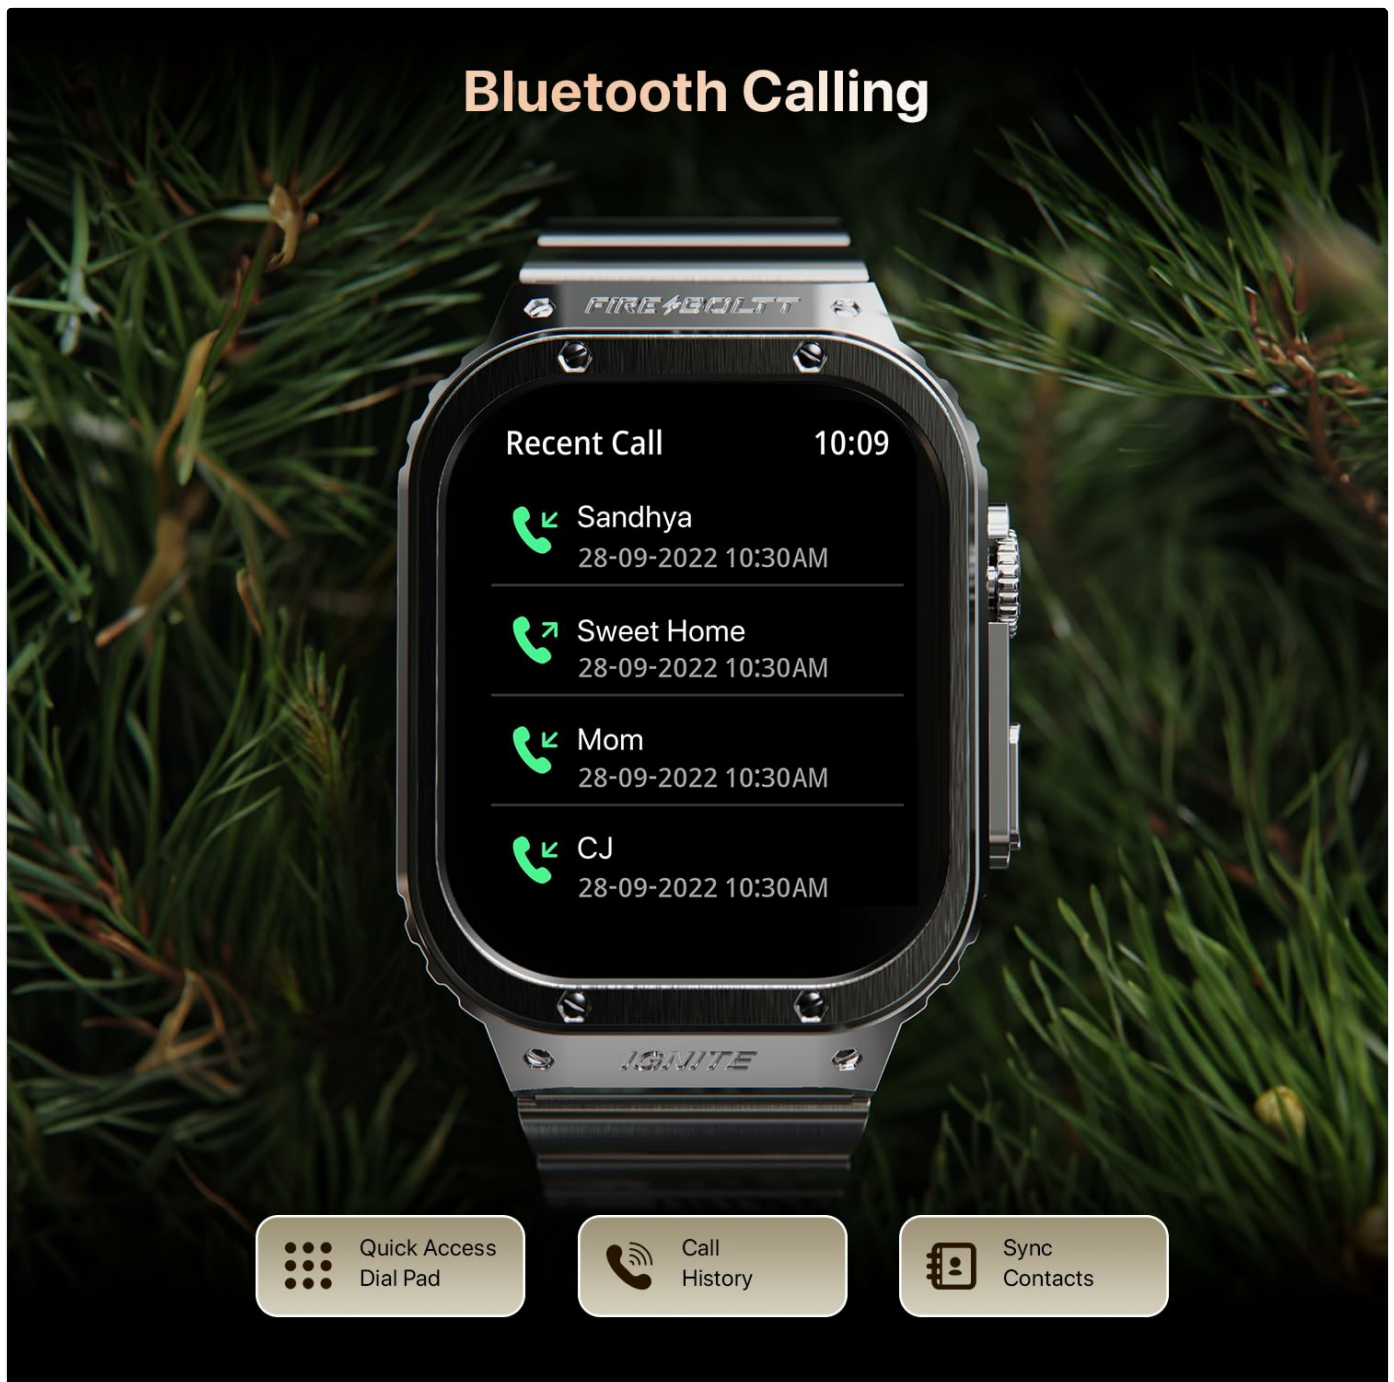 Bluetooth Calling
FIRE BOLTT
Recent Call 10:09
Sandhya
28-09-2022 10:30AM
Sweet Home
28-09-2022 10:30AM
Mom
28-09-2022 10:30AM
CJ
28-09-2022 10:30AM
IGNITE
Quick Access
Dial Pad
Call
History
Sync
Contacts